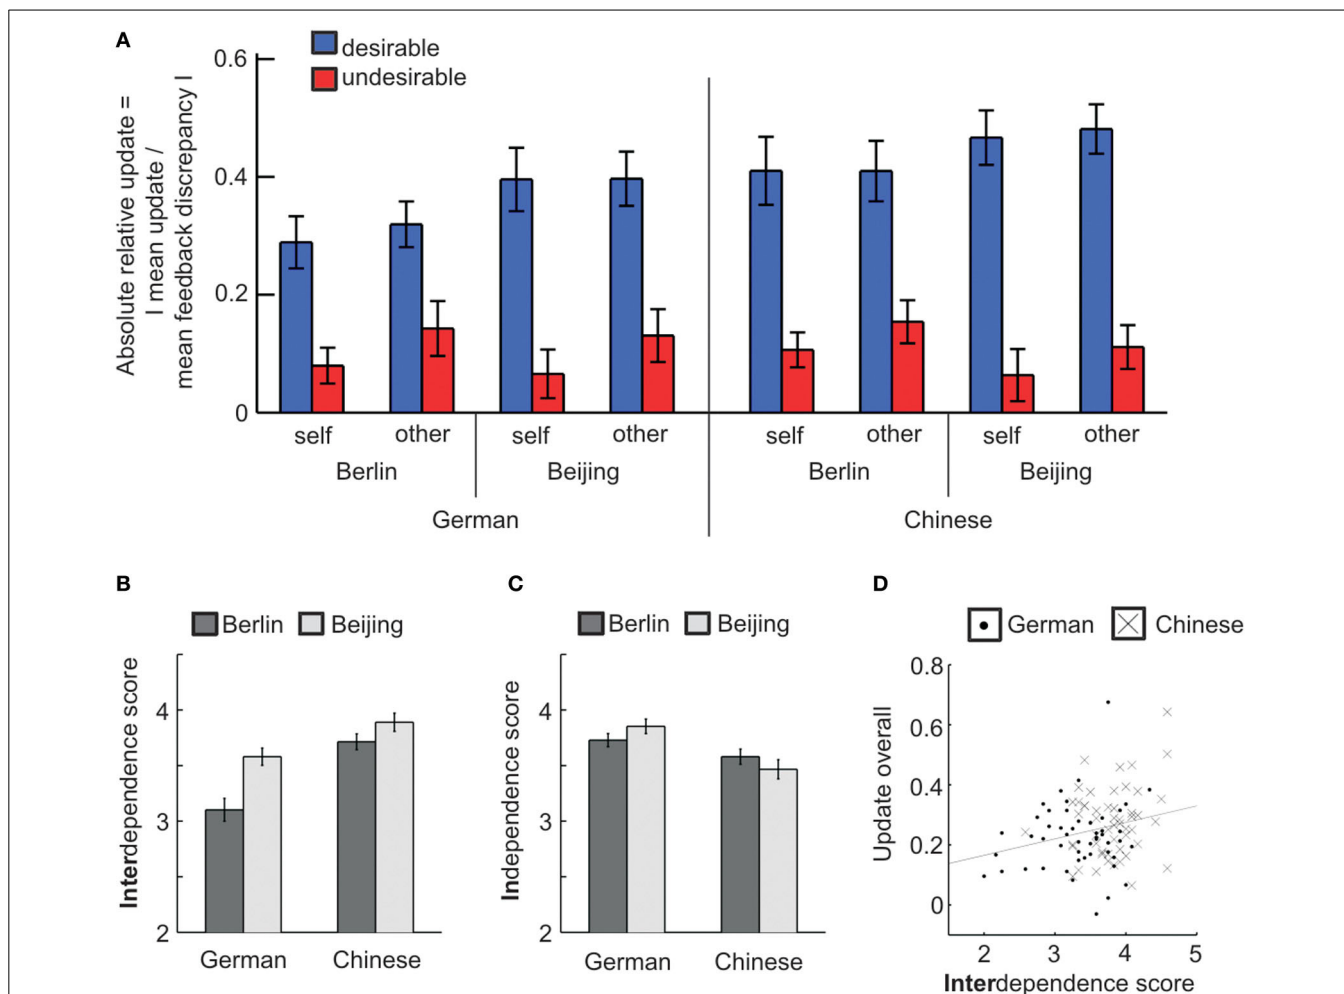 A
desirable
undesirable
Absolute relative update =
I mean update /
mean feedback discrepancy I
0.6
0.4
0.2
0
self other self other self other self other
Berlin Beijing Berlin Beijing
German Chinese
B
Berlin Beijing
Interdependence score
4
3
2
German Chinese
C
Berlin Beijing
Independence score
4
3
2
German Chinese
D
German Chinese
Update overall
0.8
0.6
0.4
0.2
0
2 3 4 5
Interdependence score